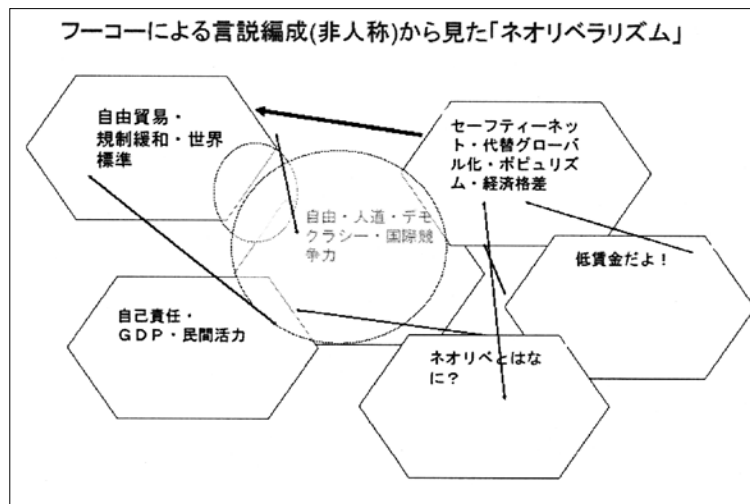 フーコーによる言説編成(非人称)から見た「ネオリベラリズム」
自由貿易・
規制緩和・世界
標準
セーフティーネッ
ト・代替グローバ
ル化・ポピュリズ
ム・経済格差
自由・人道・デモ
クラシー・国際競
争力
低賃金だよ！
自己責任・
ＧＤＰ・民間活力
ネオリベとはな
に？